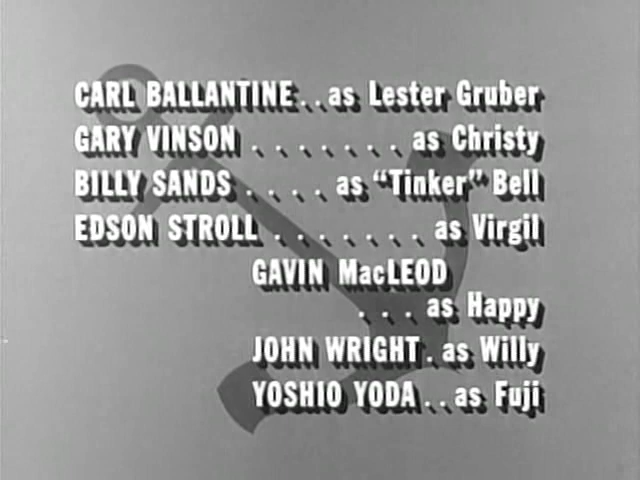 CARL BALLANTINE . . as Lester Gruber
GARY VINSON . . . . . . . as Christy
BILLY SANDS . . . . as "Tinker" Bell
EDSON STROLL . . . . . . . as Virgil
GAVIN MacLEOD
. . . as Happy
JOHN WRIGHT . as Willy
YOSHIO YODA . . as Fuji